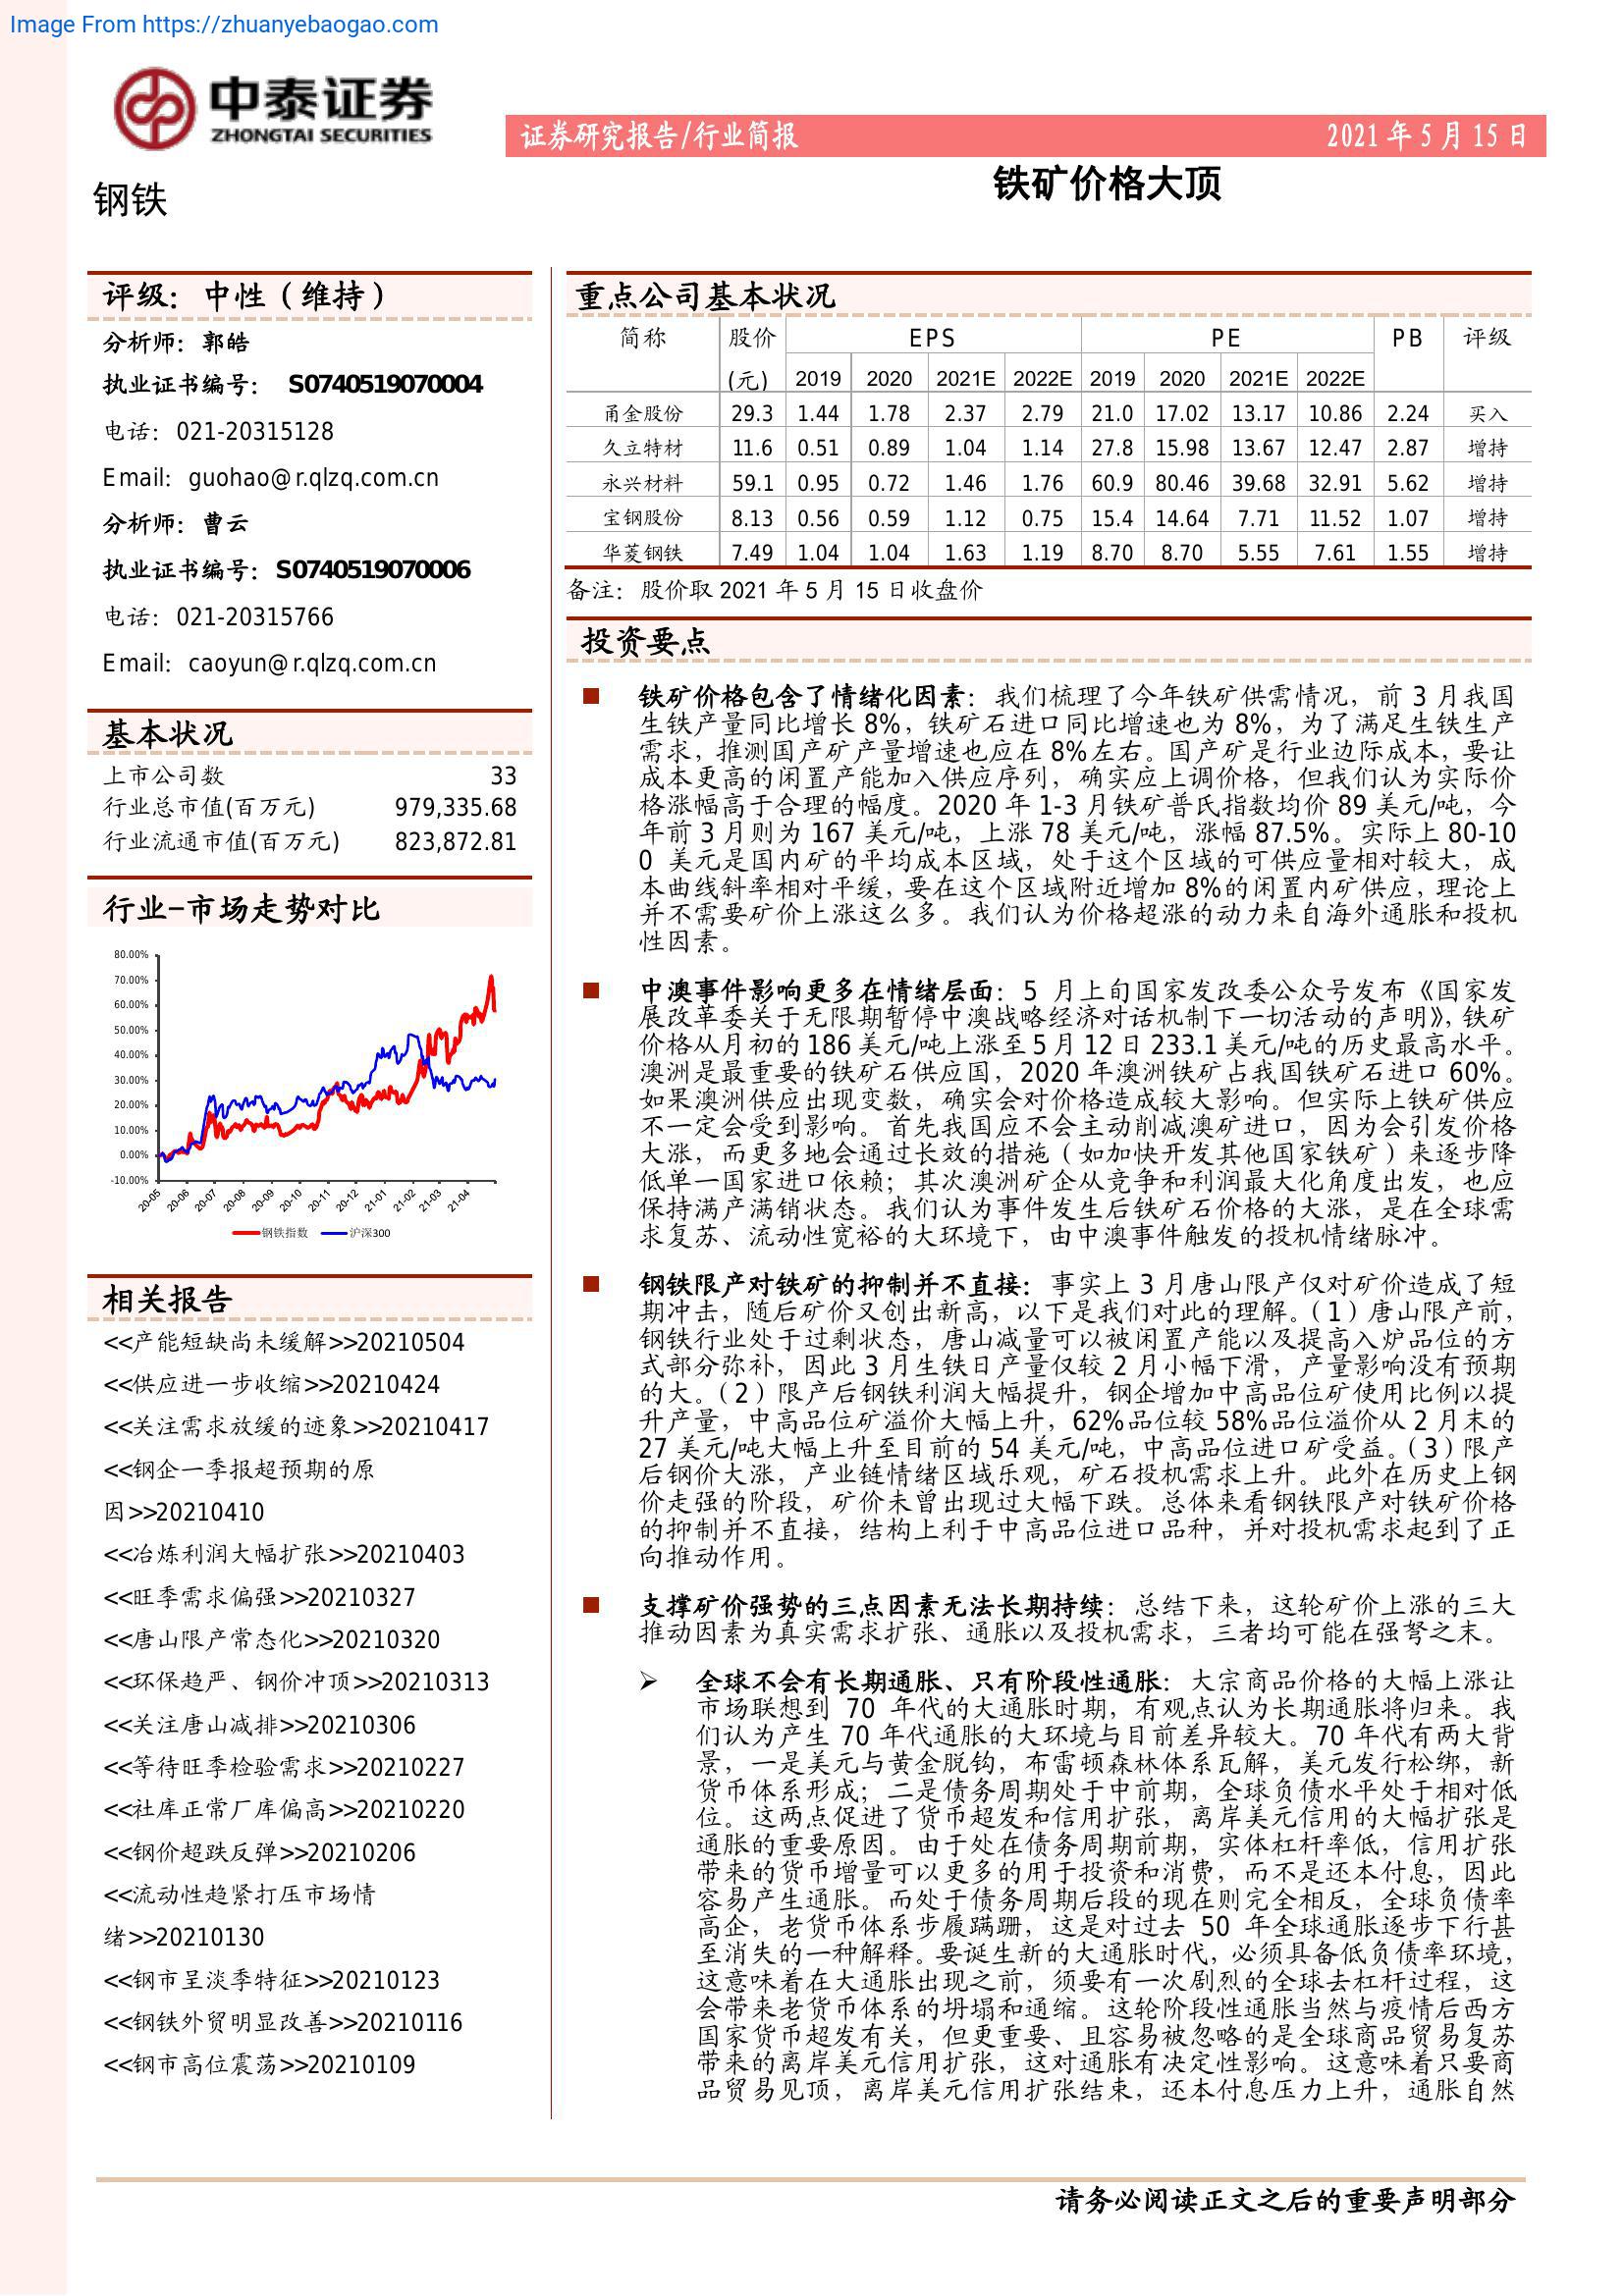 Image From https://zhuanyebaogao.com
中泰证券
ZHONGTAI SECURITIES
证券研究报告/行业简报 2021 年 5 月 15 日
钢铁
铁矿价格大顶
评级：中性（维持）
分析师：郭皓
执业证书编号： S0740519070004
电话：021-20315128
Email：guohao@r.qlzq.com.cn
分析师：曹云
执业证书编号：S0740519070006
电话：021-20315766
Email：caoyun@r.qlzq.com.cn
基本状况
上市公司数 33
行业总市值(百万元) 979,335.68
行业流通市值(百万元) 823,872.81
行业-市场走势对比
80.00%
70.00%
60.00%
50.00%
40.00%
30.00%
20.00%
10.00%
0.00%
-10.00%
20-05 20-06 20-07 20-08 20-09 20-10 20-11 20-12 21-01 21-02 21-03 21-04
钢铁指数 沪深300
相关报告
<<产能短缺尚未缓解>>20210504
<<供应进一步收缩>>20210424
<<关注需求放缓的迹象>>20210417
<<钢企一季报超预期的原
因>>20210410
<<冶炼利润大幅扩张>>20210403
<<旺季需求偏强>>20210327
<<唐山限产常态化>>20210320
<<环保趋严、钢价冲顶>>20210313
<<关注唐山减排>>20210306
<<等待旺季检验需求>>20210227
<<社库正常厂库偏高>>20210220
<<钢价超跌反弹>>20210206
<<流动性趋紧打压市场情
绪>>20210130
<<钢市呈淡季特征>>20210123
<<钢铁外贸明显改善>>20210116
<<钢市高位震荡>>20210109
重点公司基本状况
简称 股价 EPS PE PB 评级
(元) 2019 2020 2021E 2022E 2019 2020 2021E 2022E
甬金股份 29.3 1.44 1.78 2.37 2.79 21.0 17.02 13.17 10.86 2.24 买入
久立特材 11.6 0.51 0.89 1.04 1.14 27.8 15.98 13.67 12.47 2.87 增持
永兴材料 59.1 0.95 0.72 1.46 1.76 60.9 80.46 39.68 32.91 5.62 增持
宝钢股份 8.13 0.56 0.59 1.12 0.75 15.4 14.64 7.71 11.52 1.07 增持
华菱钢铁 7.49 1.04 1.04 1.63 1.19 8.70 8.70 5.55 7.61 1.55 增持
备注：股价取 2021 年 5 月 15 日收盘价
投资要点
■ 铁矿价格包含了情绪化因素：我们梳理了今年铁矿供需情况，前 3 月我国
生铁产量同比增长 8%，铁矿石进口同比增速也为 8%，为了满足生铁生产
需求，推测国产矿产量增速也应在 8%左右。国产矿是行业边际成本，要让
成本更高的闲置产能加入供应序列，确实应上调价格，但我们认为实际价
格涨幅高于合理的幅度。2020 年 1-3 月铁矿普氏指数均价 89 美元/吨，今
年前 3 月则为 167 美元/吨，上涨 78 美元/吨，涨幅 87.5%。实际上 80-10
0 美元是国内矿的平均成本区域，处于这个区域的可供应量相对较大，成
本曲线斜率相对平缓，要在这个区域附近增加 8%的闲置内矿供应，理论上
并不需要矿价上涨这么多。我们认为价格超涨的动力来自海外通胀和投机
性因素。
■ 中澳事件影响更多在情绪层面：5 月上旬国家发改委公众号发布《国家发
展改革委关于无限期暂停中澳战略经济对话机制下一切活动的声明》，铁矿
价格从月初的 186 美元/吨上涨至 5 月 12 日 233.1 美元/吨的历史最高水平。
澳洲是最重要的铁矿石供应国，2020 年澳洲铁矿占我国铁矿石进口 60%。
如果澳洲供应出现变数，确实会对价格造成较大影响。但实际上铁矿供应
不一定会受到影响。首先我国应不会主动削减澳矿进口，因为会引发价格
大涨，而更多地会通过长效的措施（如加快开发其他国家铁矿）来逐步降
低单一国家进口依赖；其次澳洲矿企从竞争和利润最大化角度出发，也应
保持满产满销状态。我们认为事件发生后铁矿石价格的大涨，是在全球需
求复苏、流动性宽裕的大环境下，由中澳事件触发的投机情绪脉冲。
■ 钢铁限产对铁矿的抑制并不直接：事实上 3 月唐山限产仅对矿价造成了短
期冲击，随后矿价又创出新高，以下是我们对此的理解。（1）唐山限产前，
钢铁行业处于过剩状态，唐山减量可以被闲置产能以及提高入炉品位的方
式部分弥补，因此 3 月生铁日产量仅较 2 月小幅下滑，产量影响没有预期
的大。（2）限产后钢铁利润大幅提升，钢企增加中高品位矿使用比例以提
升产量，中高品位矿溢价大幅上升，62%品位较 58%品位溢价从 2 月末的
27 美元/吨大幅上升至目前的 54 美元/吨，中高品位进口矿受益。（3）限产
后钢价大涨，产业链情绪区域乐观，矿石投机需求上升。此外在历史上钢
价走强的阶段，矿价未曾出现过大幅下跌。总体来看钢铁限产对铁矿价格
的抑制并不直接，结构上利于中高品位进口品种，并对投机需求起到了正
向推动作用。
■ 支撑矿价强势的三点因素无法长期持续：总结下来，这轮矿价上涨的三大
推动因素为真实需求扩张、通胀以及投机需求，三者均可能在强弩之末。
➢ 全球不会有长期通胀、只有阶段性通胀：大宗商品价格的大幅上涨让
市场联想到 70 年代的大通胀时期，有观点认为长期通胀将归来。我
们认为产生 70 年代通胀的大环境与目前差异较大。70 年代有两大背
景，一是美元与黄金脱钩，布雷顿森林体系瓦解，美元发行松绑，新
货币体系形成；二是债务周期处于中前期，全球负债水平处于相对低
位。这两点促进了货币超发和信用扩张，离岸美元信用的大幅扩张是
通胀的重要原因。由于处在债务周期前期，实体杠杆率低，信用扩张
带来的货币增量可以更多的用于投资和消费，而不是还本付息，因此
容易产生通胀。而处于债务周期后段的现在则完全相反，全球负债率
高企，老货币体系步履蹒跚，这是对过去 50 年全球通胀逐步下行甚
至消失的一种解释。要诞生新的大通胀时代，必须具备低负债率环境，
这意味着在大通胀出现之前，须要有一次剧烈的全球去杠杆过程，这
会带来老货币体系的坍塌和通缩。这轮阶段性通胀当然与疫情后西方
国家货币超发有关，但更重要、且容易被忽略的是全球商品贸易复苏
带来的离岸美元信用扩张，这对通胀有决定性影响。这意味着只要商
品贸易见顶，离岸美元信用扩张结束，还本付息压力上升，通胀自然
请务必阅读正文之后的重要声明部分